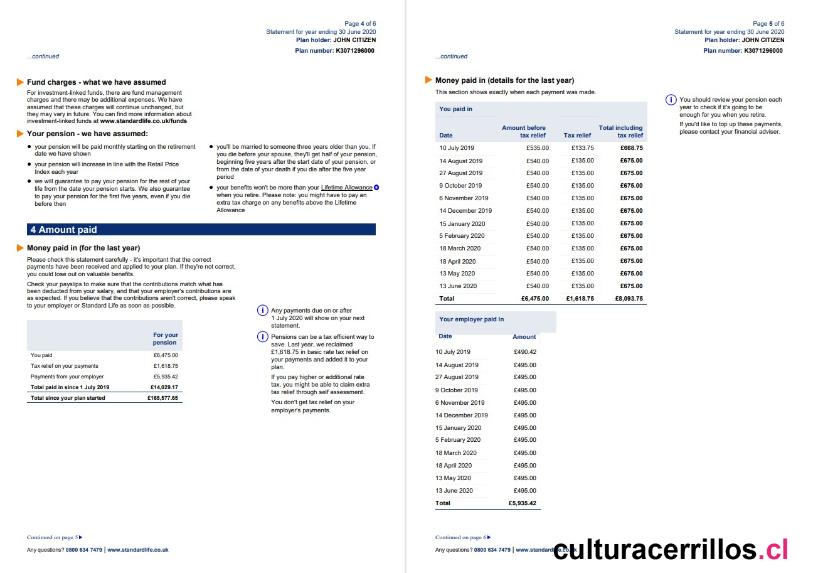 Page 4 of 6
Statement for year ending 30 June 2020
Plan holder: JOHN CITIZEN
Plan number: K3071296000
...continued
Fund charges - what we have assumed
For investment-linked funds, there are fund management
charges and there may be additional expenses. We have
assumed that these charges will continue unchanged, but
they may vary in future. You can find more information about
investment-linked funds at www.standardlife.co.uk/funds
Your pension - we have assumed:
your pension will be paid monthly starting on the retirement
date we have shown
your pension will increase in line with the Retail Price
Index each year
we will guarantee to pay your pension for the rest of your
life from the date your pension starts. We also guarantee
to pay your pension for the first five years, even if you die
before then
you'll be married to someone three years older than you. If
you die before your spouse, they'll get half of your pension,
beginning five years after the start date of your pension, or
from the date of your death if you die after the five year
period
your benefits won't be more than your Lifetime Allowance
when you retire. Please note: you might have to pay an
extra tax charge on any benefits above the Lifetime
Allowance
4 Amount paid
Money paid in (for the last year)
Please check this statement carefully - it's important that the correct
payments have been received and applied to your plan. If they're not correct,
you could lose out on valuable benefits.
Check your payslips to make sure that the contributions match what has
been deducted from your salary, and that your employer's contributions are
as expected. If you believe that the contributions aren't correct, please speak
to your employer or Standard Life as soon as possible.
For your
pension
You paid £6,475.00
Tax relief on your payments £1,618.75
Payments from your employer £5,935.42
Total paid in since 1 July 2019 £14,029.17
Total since your plan started £165,577.65
Any payments due on or after
1 July 2020 will show on your next
statement.
Pensions can be a tax efficient way to
save. Last year, we reclaimed
£1,618.75 in basic rate tax relief on
your payments and added it to your
plan.
If you pay higher or additional rate
tax, you might be able to claim extra
tax relief through self assessment.
You don't get tax relief on your
employer's payments.
Continued on page 5
Any questions? 0800 634 7479 | www.standardlife.co.uk
Page 5 of 6
Statement for year ending 30 June 2020
Plan holder: JOHN CITIZEN
Plan number: K3071296000
...continued
Money paid in (details for the last year)
This section shows exactly when each payment was made.
You paid in
Date Amount before tax relief Tax relief Total including tax relief
10 July 2019 £535.00 £133.75 £668.75
14 August 2019 £540.00 £135.00 £675.00
27 August 2019 £540.00 £135.00 £675.00
9 October 2019 £540.00 £135.00 £675.00
6 November 2019 £540.00 £135.00 £675.00
14 December 2019 £540.00 £135.00 £675.00
15 January 2020 £540.00 £135.00 £675.00
5 February 2020 £540.00 £135.00 £675.00
18 March 2020 £540.00 £135.00 £675.00
18 April 2020 £540.00 £135.00 £675.00
13 May 2020 £540.00 £135.00 £675.00
13 June 2020 £540.00 £135.00 £675.00
Total £6,475.00 £1,618.75 £8,093.75
Your employer paid in
Date Amount
10 July 2019 £490.42
14 August 2019 £495.00
27 August 2019 £495.00
9 October 2019 £495.00
6 November 2019 £495.00
14 December 2019 £495.00
15 January 2020 £495.00
5 February 2020 £495.00
18 March 2020 £495.00
18 April 2020 £495.00
13 May 2020 £495.00
13 June 2020 £495.00
Total £5,935.42
You should review your pension
each year to check if it's going to be
enough for you when you retire.
If you'd like to top up these payments,
please contact your financial adviser.
Continued on page 6
Any questions? 0800 634 7479 | www.standardlife.co.uk
culturacerrillos.cl